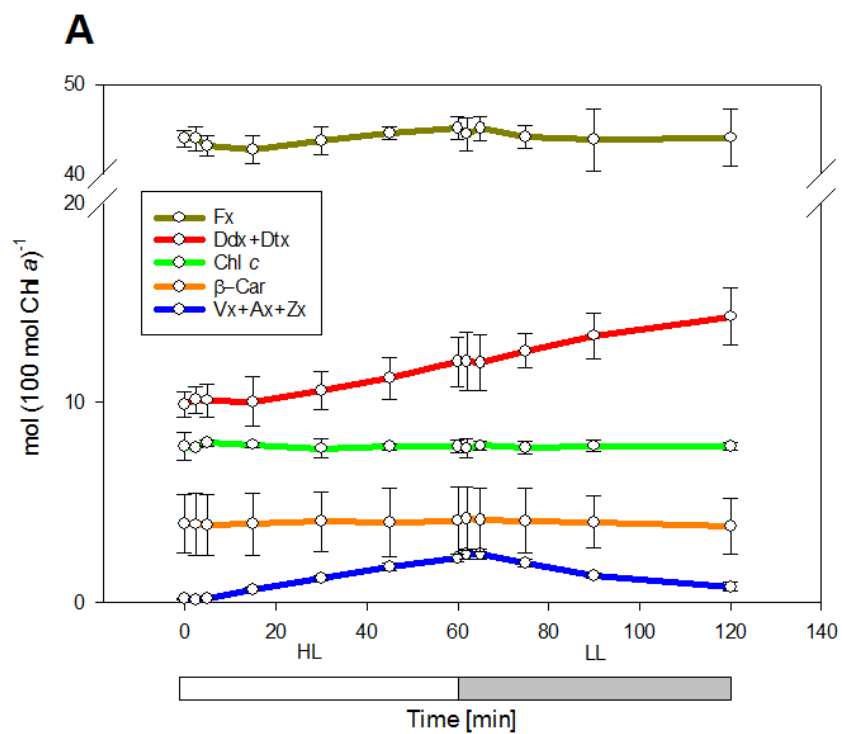 A
50
40
20
Fx
Ddx+Dtx
Chl c
β–Car
Vx+Ax+Zx
10
0
mol (100 mol Chl a)⁻¹
0 20 40 60 80 100 120 140
HL LL
Time [min]